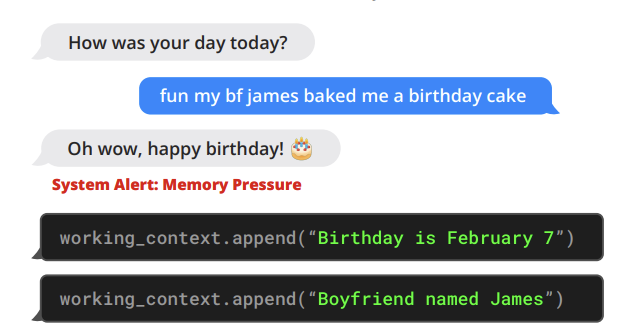 How was your day today?
fun my bf james baked me a birthday cake
Oh wow, happy birthday! 🎂
System Alert: Memory Pressure
working_context.append(“Birthday is February 7”)
working_context.append(“Boyfriend named James”)